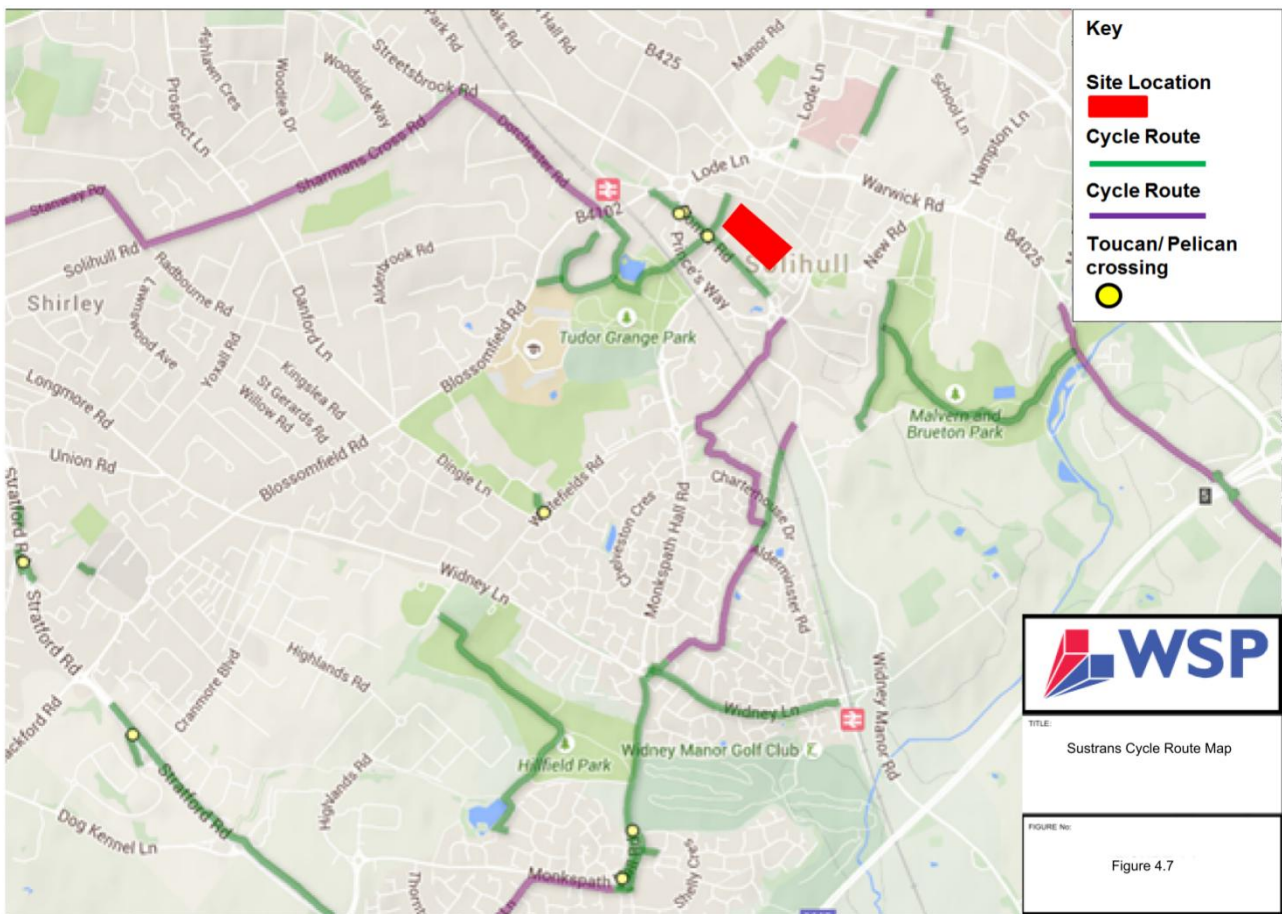 Key
Site Location
Cycle Route
Cycle Route
Toucan/ Pelican
crossing
WSP
TITLE:
Sustrans Cycle Route Map
FIGURE No:
Figure 4.7
Hall Rd
B425
Manor Rd
Streetsbrook Rd
Woodside Way
Woodlea Dr
Prospect Ln
Lode Ln
School Ln
Hampton Ln
Sharmans Cross Rd
Dorchester Rd
Lode Ln
Warwick Rd
Stanway Rd
B4102
B4025
New Rd
Prince's Way
Solihull
Solihull Rd
Radbourne Rd
Danford Ln
Shirley
Yoxall Rd
Tudor Grange Park
Blossomfield Rd
Longmore Rd
Kingslea Rd
St Gerards Rd
Willow Rd
Malvern and
Brueton Park
Union Rd
Blossomfield Rd
Dingle Ln
Charterhouse Dr
Chelveston Cres
Monkspath Hall Rd
Alderminster Rd
Stratford Rd
Stratford Rd
Widney Ln
Highlands Rd
Cranmore Blvd
Widney Ln
Widney Manor Rd
Widney Manor Golf Club
Hillfield Park
Stratford Rd
Highlands Rd
Dog Kennel Ln
Shelly Cres
Monkspath